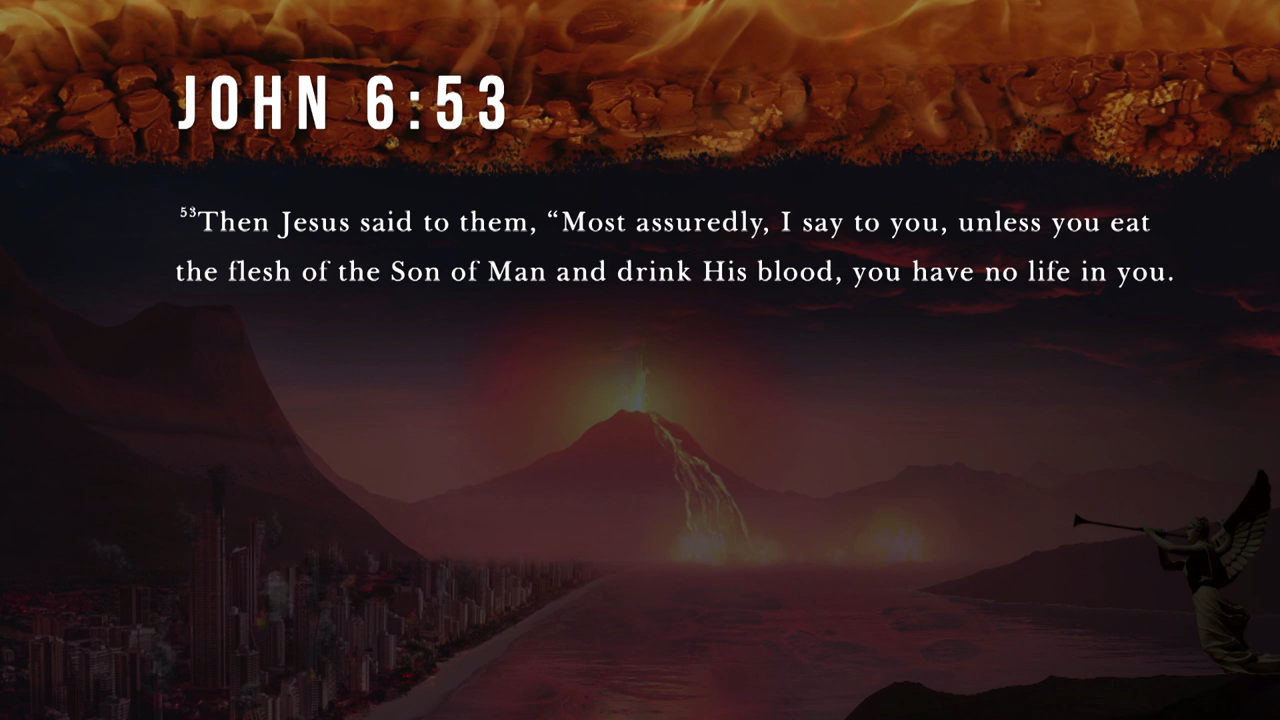 JOHN 6:53
53Then Jesus said to them, “Most assuredly, I say to you, unless you eat
the flesh of the Son of Man and drink His blood, you have no life in you.